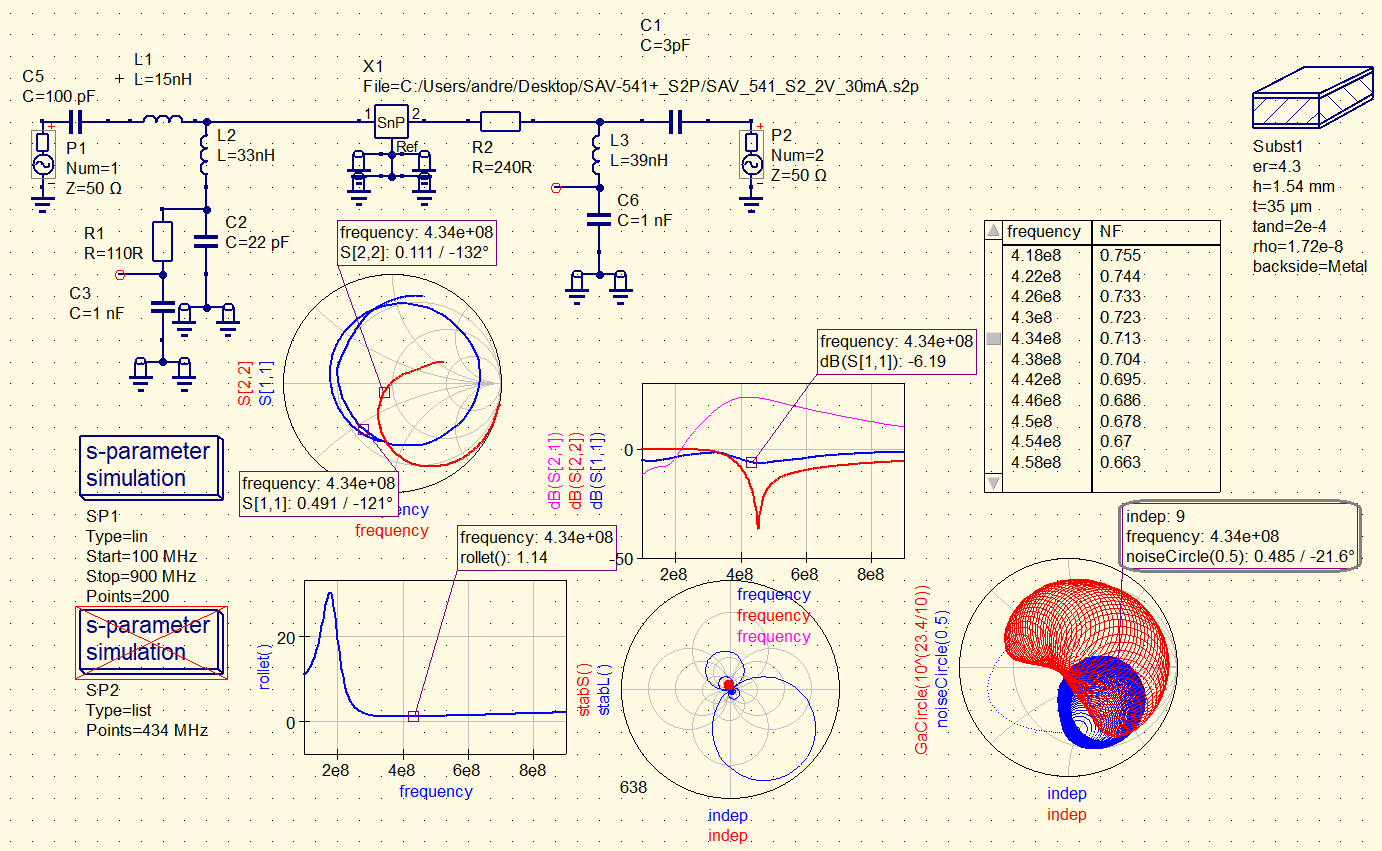 C1
C=3pF
L1
L=15nH
C5
C=100 pF
X1
File=C:/Users/andre/Desktop/SAV-541+_S2P/SAV_541_S2_2V_30mA.s2p
1
SnP
2
Ref
P1
Num=1
Z=50 Ω
L2
L=33nH
R2
R=240R
L3
L=39nH
P2
Num=2
Z=50 Ω
Subst1
er=4.3
h=1.54 mm
t=35 µm
tand=2e-4
rho=1.72e-8
backside=Metal
R1
R=110R
C2
C=22 pF
C6
C=1 nF
C3
C=1 nF
frequency: 4.34e+08
S[2,2]: 0.111 / -132°
S[2,2]
S[1,1]
frequency: 4.34e+08
S[1,1]: 0.491 / -121°
ency
frequency
frequency NF
4.18e8 0.755
4.22e8 0.744
4.26e8 0.733
4.3e8 0.723
4.34e8 0.713
4.38e8 0.704
4.42e8 0.695
4.46e8 0.686
4.5e8 0.678
4.54e8 0.67
4.58e8 0.663
frequency: 4.34e+08
dB(S[1,1]): -6.19
dB(S[2,1])
dB(S[2,2])
dB(S[1,1])
0
-50
2e8 4e8 6e8 8e8
frequency
frequency
frequency
s-parameter
simulation
SP1
Type=lin
Start=100 MHz
Stop=900 MHz
Points=200
s-parameter
simulation
SP2
Type=list
Points=434 MHz
frequency: 4.34e+08
rollet(): 1.14
rollet()
20
0
2e8 4e8 6e8 8e8
frequency
stabS()
stabL()
638
indep
indep
indep: 9
frequency: 4.34e+08
noiseCircle(0.5): 0.485 / -21.6°
GaCircle(10^(23.4/10))
noiseCircle(0.5)
indep
indep